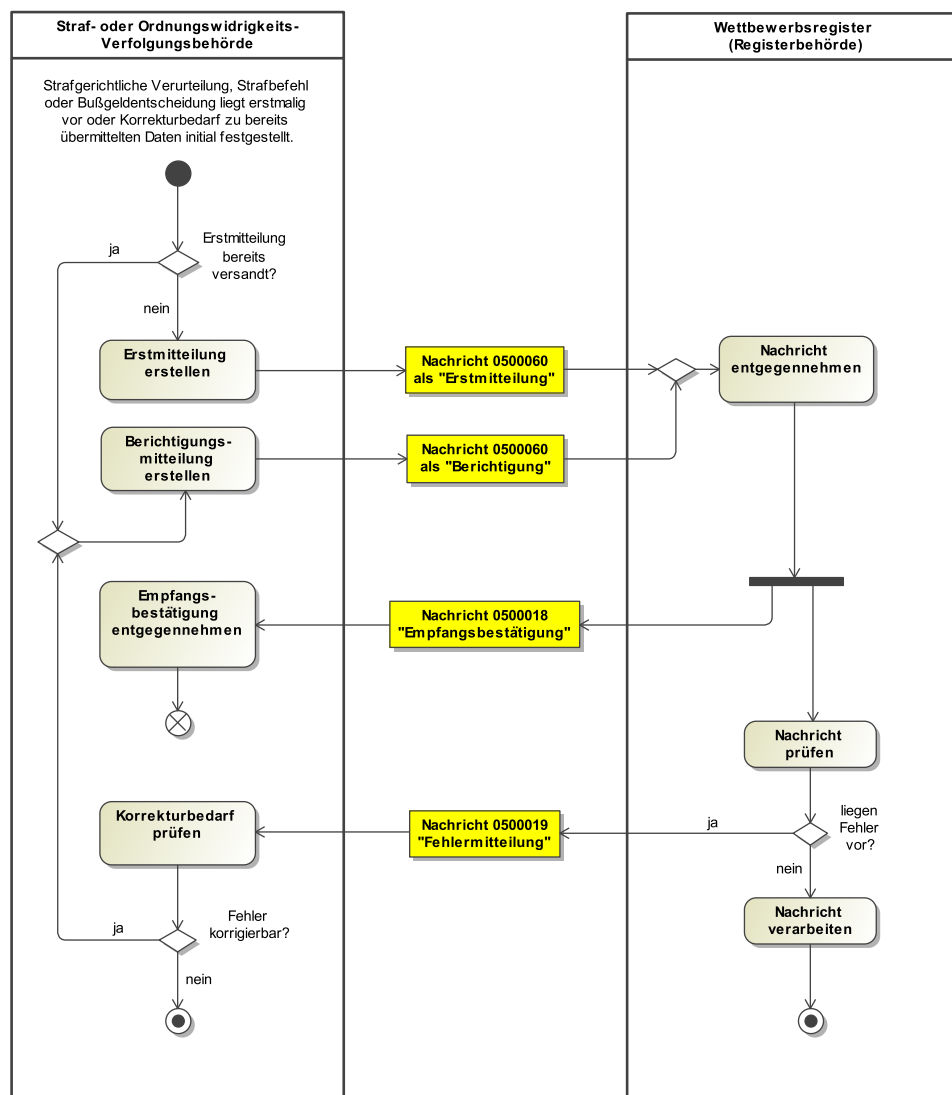 Straf- oder Ordnungswidrigkeits-
Verfolgungsbehörde
Wettbewerbsregister
(Registerbehörde)
Strafgerichtliche Verurteilung, Strafbefehl
oder Bußgeldentscheidung liegt erstmalig
vor oder Korrekturbedarf zu bereits
übermittelten Daten initial festgestellt.
ja
Erstmitteilung
bereits
versandt?
nein
Erstmitteilung
erstellen
Nachricht 0500060
als "Erstmitteilung"
Nachricht
entgegennehmen
Berichtigungs-
mitteilung
erstellen
Nachricht 0500060
als "Berichtigung"
Empfangs-
bestätigung
entgegennehmen
Nachricht 0500018
"Empfangsbestätigung"
Nachricht
prüfen
Korrekturbedarf
prüfen
Nachricht 0500019
"Fehlermitteilung"
ja
liegen
Fehler
vor?
nein
Nachricht
verarbeiten
ja
Fehler
korrigierbar?
nein